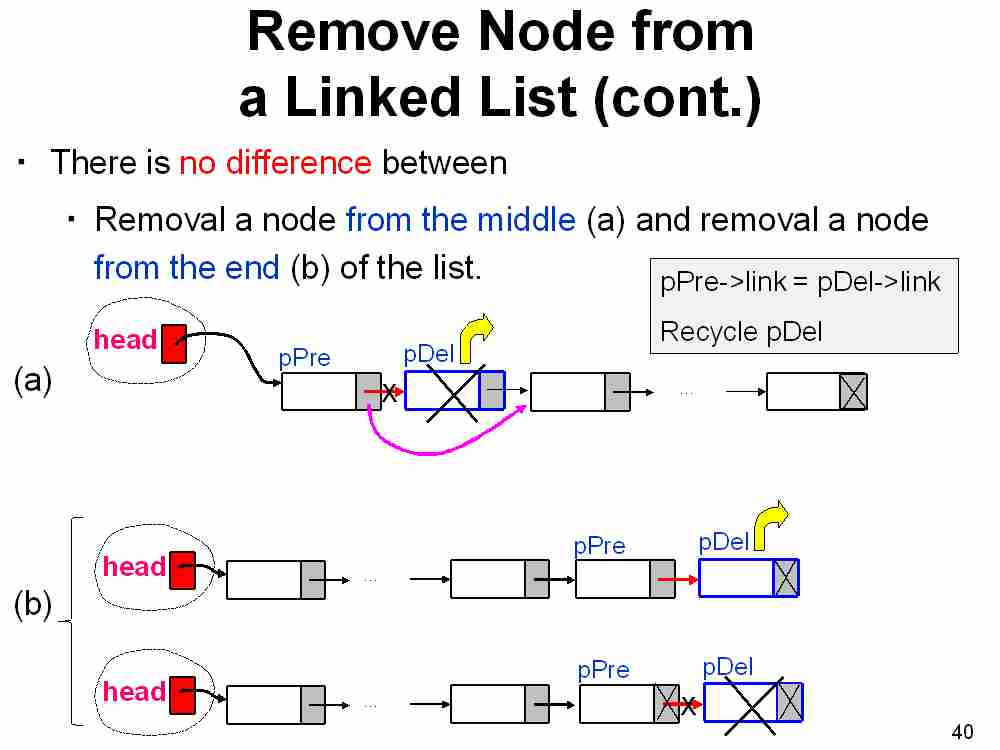 Remove Node from
a Linked List (cont.)
▪ There is no difference between
▪ Removal a node from the middle (a) and removal a node
from the end (b) of the list.
pPre->link = pDel->link
Recycle pDel
head
pPre
pDel
(a)
X
...
head
pPre
pDel
...
(b)
head
pPre
pDel
...
X
40